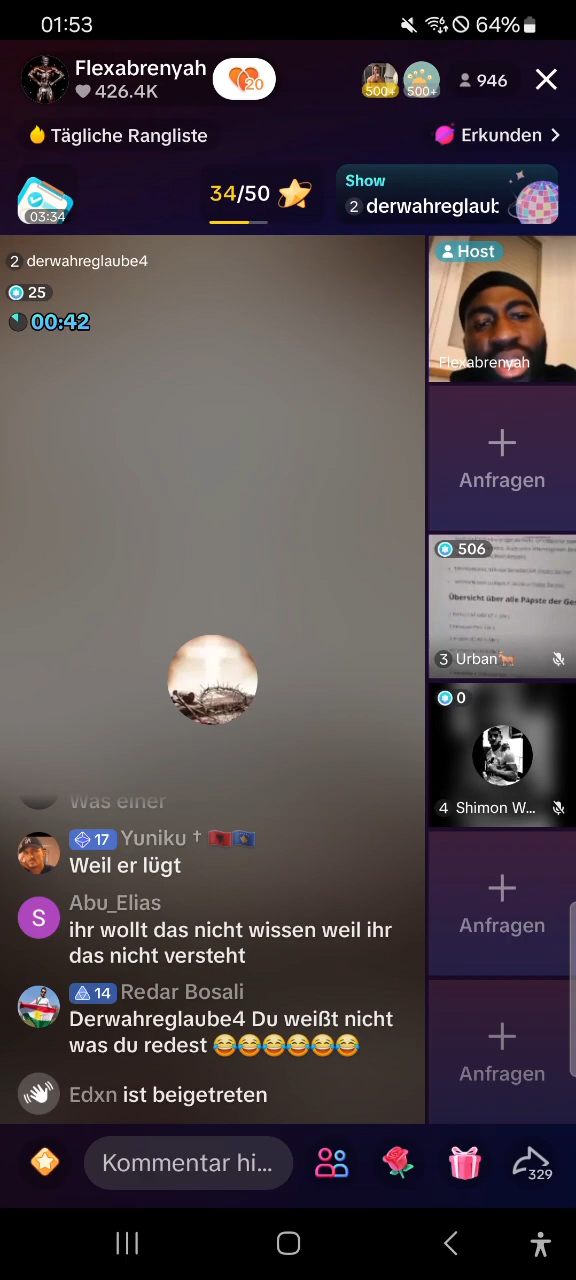 01:53
64%
Flexabrenyah
426.4K
20
500+
500+
946
Tägliche Rangliste
Erkunden
03:34
34/50
Show
2 derwahreglaub
2 derwahreglaube4
25
00:42
Host
Flexabrenyah
Anfragen
506
Übersicht über alle Päpste der Ges
3 Urban
0
4 Shimon W...
Anfragen
Anfragen
Was einer
17 Yuniku †
Weil er lügt
S
Abu_Elias
ihr wollt das nicht wissen weil ihr
das nicht versteht
14 Redar Bosali
Derwahreglaube4 Du weißt nicht
was du redest 😂😂😂😂😂😂
Edxn ist beigetreten
Kommentar hi...
329